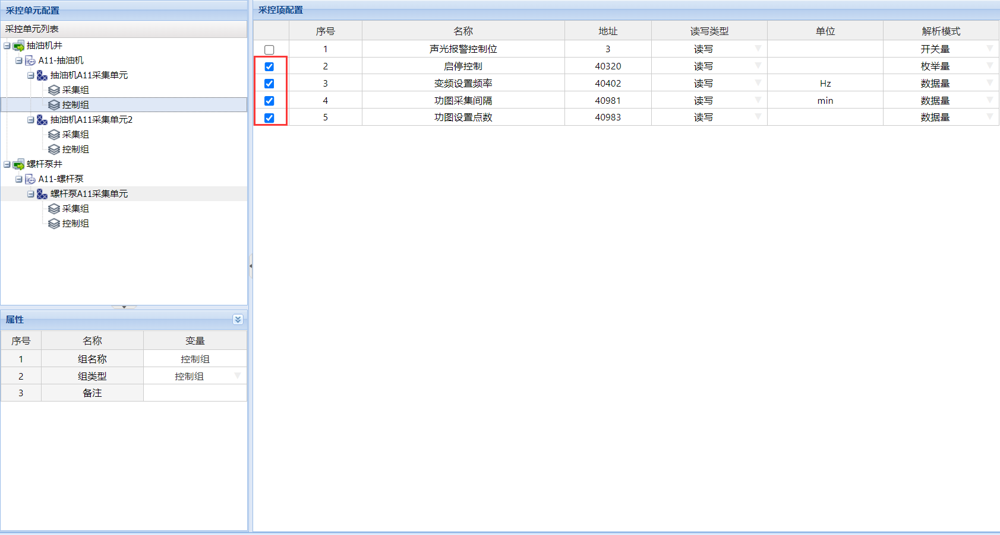 采控单元配置
采控单元列表
抽油机井
A11-抽油机
抽油机A11采集单元
采集组
控制组
抽油机A11采集单元2
采集组
控制组
螺杆泵井
A11-螺杆泵
螺杆泵A11采集单元
采集组
控制组
属性
序号 名称 变量
1 组名称 控制组
2 组类型 控制组
3 备注
采控项配置
序号 名称 地址 读写类型 单位 解析模式
1 声光报警控制位 3 读写 开关量
2 启停控制 40320 读写 枚举量
3 变频设置频率 40402 读写 Hz 数据量
4 功图采集间隔 40981 读写 min 数据量
5 功图设置点数 40983 读写 数据量